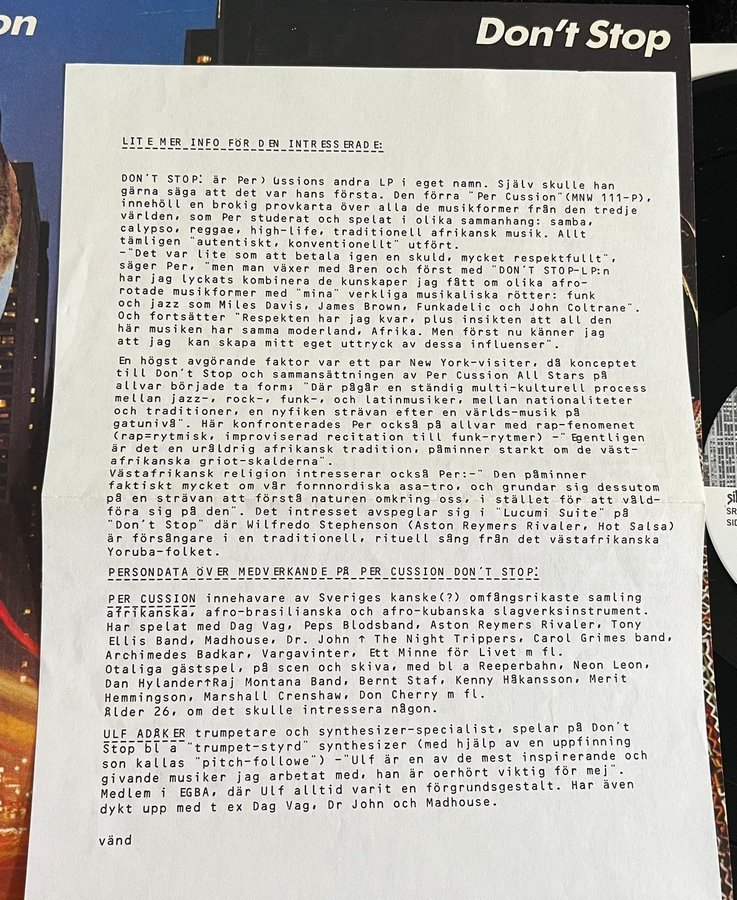 on
Don't Stop
LITE MER INFO FÖR DEN INTRESSERADE:
DON´T STOP! är Per) Cussions andra LP i eget namn. Själv skulle han
gärna säga att det var hans första. Den förra "Per Cussion"(MNW 111-P),
innehöll en brokig provkarta över alla de musikformer från den tredje
världen, som Per studerat och spelat i olika sammanhang: samba,
calypso, reggae, high-life, traditionell afrikansk musik. Allt
tämligen "autentiskt, konventionellt" utfört.
-"Det var lite som att betala igen en skuld, mycket respektfullt",
säger Per, "men man växer med åren och först med "DON´T STOP-LP:n
har jag lyckats kombinera de kunskaper jag fått om olika afro-
rotade musikformer med "mina" verkliga musikaliska rötter: funk
och jazz som Miles Davis, James Brown, Funkadelic och John Coltrane".
Och fortsätter "Respekten har jag kvar, plus insikten att all den
här musiken har samma moderland, Afrika. Men först nu känner jag
att jag  kan skapa mitt eget uttryck av dessa influenser".
En högst avgörande faktor var ett par New York-visiter, då konceptet
till Don´t Stop och sammansättningen av Per Cussion All Stars på
allvar började ta form; "Där pågår en ständig multi-kulturell process
mellan jazz-, rock-, funk-, och latinmusiker, mellan nationaliteter
och traditioner, en nyfiken strävan efter en världs-musik på
gatunivå". Här konfronterades Per också på allvar med rap-fenomenet
(rap=rytmisk, improviserad recitation till funk-rytmer) -"Egentligen
är det en uråldrig afrikansk tradition, påminner starkt om de väst-
afrikanska griot-skalderna".
Västafrikansk religion intresserar också Per:-" Den påminner
faktiskt mycket om vår fornnordiska asa-tro, och grundar sig dessutom
på en strävan att förstå naturen omkring oss, i stället för att våld-
föra sig på den". Det intresset avspeglar sig i "Lucumi Suite" på
"Don´t Stop" där Wilfredo Stephenson (Aston Reymers Rivaler, Hot Salsa)
är försångare i en traditionell, rituell sång från det västafrikanska
Yoruba-folket.
PERSONDATA ÖVER MEDVERKANDE PÅ PER CUSSION DON´T STOP!
PER CUSSION innehavare av Sveriges kanske(?) omfångsrikaste samling
afrikanska, afro-brasilianska och afro-kubanska slagverksinstrument.
Har spelat med Dag Vag, Peps Blodsband, Aston Reymers Rivaler, Tony
Ellis Band, Madhouse, Dr. John ↑ The Night Trippers, Carol Grimes band,
Archimedes Badkar, Vargavinter, Ett Minne för Livet m fl.
Otaliga gästspel, på scen och skiva, med bl a Reeperbahn, Neon Leon,
Dan Hylander↑Raj Montana Band, Bernt Staf, Kenny Håkansson, Merit
Hemmingson, Marshall Crenshaw, Don Cherry m fl.
Ålder 26, om det skulle intressera någon.
ULF ADÅKER trumpetare och synthesizer-specialist, spelar på Don´t
Stop bl a "trumpet-styrd" synthesizer (med hjälp av en uppfinning
som kallas "pitch-followe") -"Ulf är en av de mest inspirerande och
givande musiker jag arbetat med, han är oerhört viktig för mej".
Medlem i EGBA, där Ulf alltid varit en förgrundsgestalt. Har även
dykt upp med t ex Dag Vag, Dr John och Madhouse.
vänd